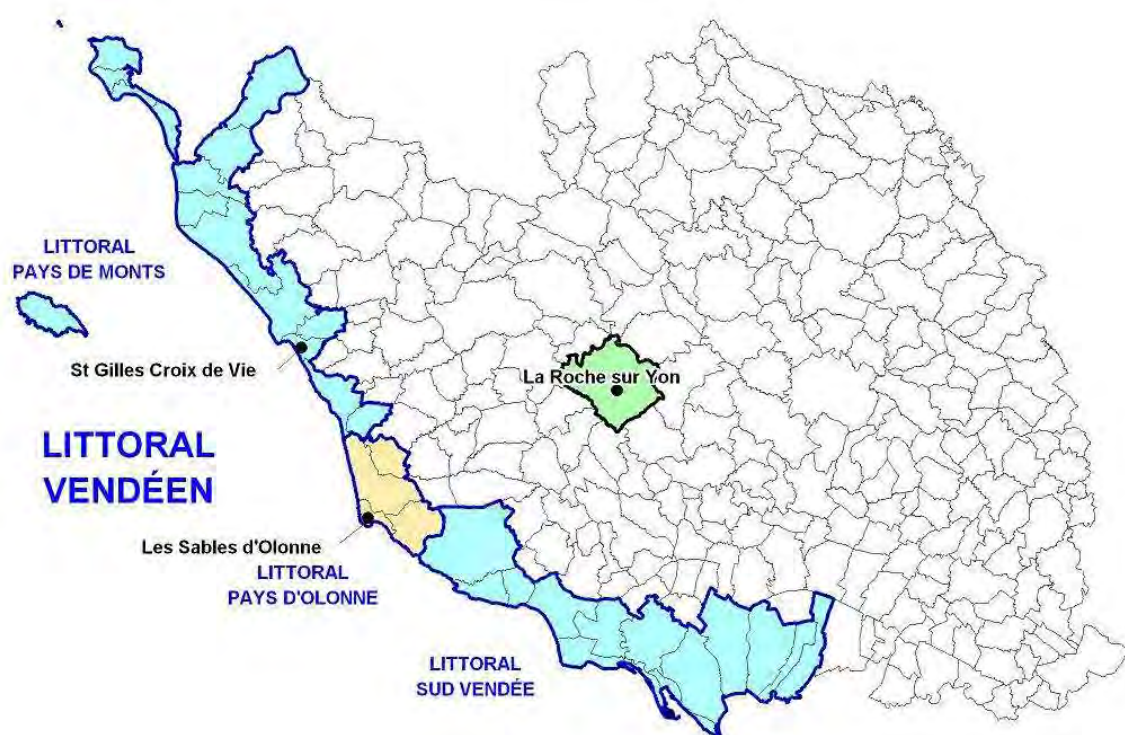 LITTORAL
PAYS DE MONTS
St Gilles Croix de Vie
La Roche sur Yon
LITTORAL
VENDÉEN
Les Sables d'Olonne
LITTORAL
PAYS D'OLONNE
LITTORAL
SUD VENDÉE